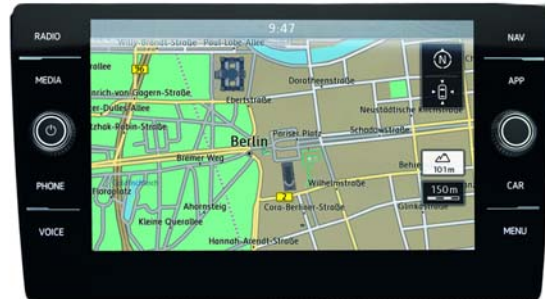 9:47
RADIO
MEDIA
PHONE
VOICE
NAV
APP
CAR
MENU
Willy-Brandt-Straße
Paul-Löbe-Allee
Dorotheenstraße
Ebertstraße
Neustädtische Kirchstraße
Pariser Platz
Schadowstraße
Berlin
Bremer Weg
Behre
Wilhelmstraße
Ahornsteig
Cora-Berliner-Straße
2
Kleine Querallee
Hannah-Arendt-Straße
N
101m
150m